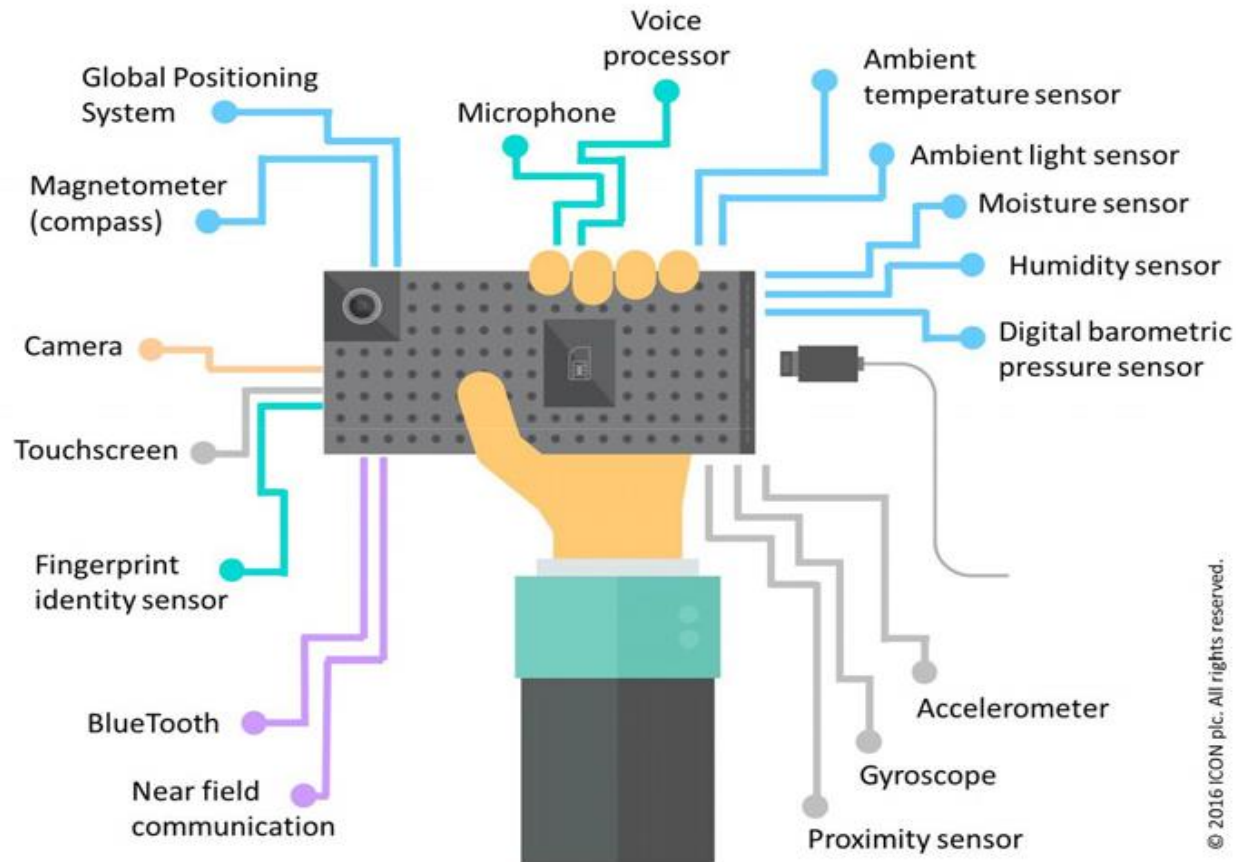 Voice
processor
Global Positioning
System
Microphone
Ambient
temperature sensor
Ambient light sensor
Magnetometer
(compass)
Moisture sensor
Humidity sensor
Camera
Digital barometric
pressure sensor
Touchscreen
Fingerprint
identity sensor
BlueTooth
Accelerometer
Near field
communication
Gyroscope
Proximity sensor
© 2016 ICON plc. All rights reserved.